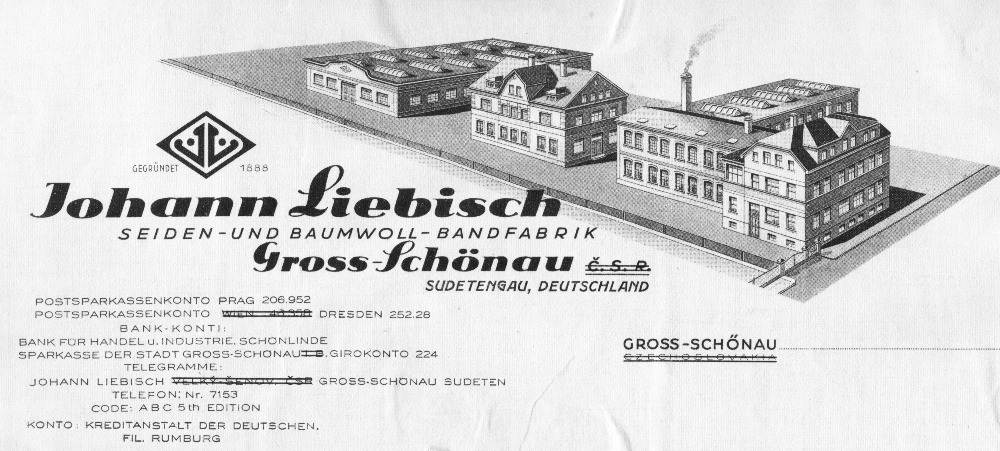 JL
GEGRÜNDET 1888
Johann Liebisch
SEIDEN-UND BAUMWOLL-BANDFABRIK
Gross-Schönau Č.S.R.
SUDETENGAU, DEUTSCHLAND
POSTSPARKASSENKONTO PRAG 206.952
POSTSPARKASSENKONTO WIEN DRESDEN 252.28
BANK-KONTI:
BANK FÜR HANDEL u. INDUSTRIE, SCHÖNLINDE
SPARKASSE DER STADT GROSS-SCHÖNAU GIROKONTO 224
TELEGRAMME:
JOHANN LIEBISCH VELKÝ-ŠENOV ČSR GROSS-SCHÖNAU SUDETEN
TELEFON: Nr. 7153
CODE: ABC 5th EDITION
KONTO: KREDITANSTALT DER DEUTSCHEN,
FIL. RUMBURG
GROSS-SCHŐNAU
CZECHOSLOVAKIA